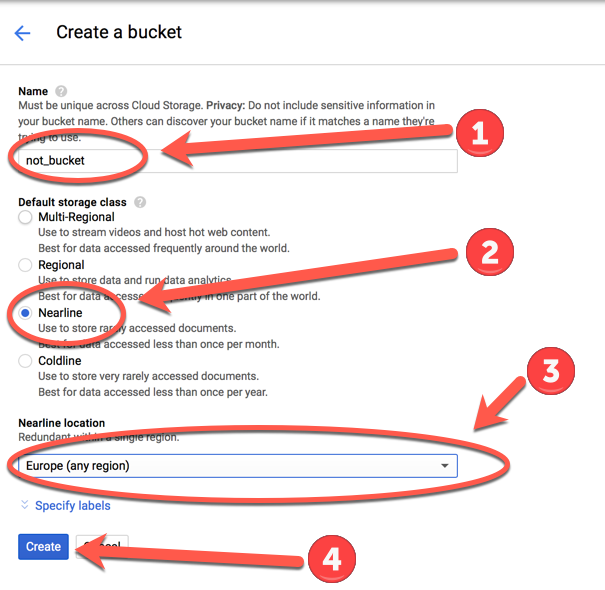 Create a bucket
Name
Must be unique across Cloud Storage. Privacy: Do not include sensitive information in
your bucket name. Others can discover your bucket name if it matches a name they're
trying to use.
1
not_bucket
Default storage class
Multi-Regional
Use to stream videos and host hot web content.
Best for data accessed frequently around the world.
2
Regional
Use to store data and run data analytics.
Best for data accessed frequently in one part of the world.
Nearline
Use to store rarely accessed documents.
Best for data accessed less than once per month.
Coldline
3
Use to store very rarely accessed documents.
Best for data accessed less than once per year.
Nearline location
Redundant within a single region.
Europe (any region)
Specify labels
Create Cancel
4